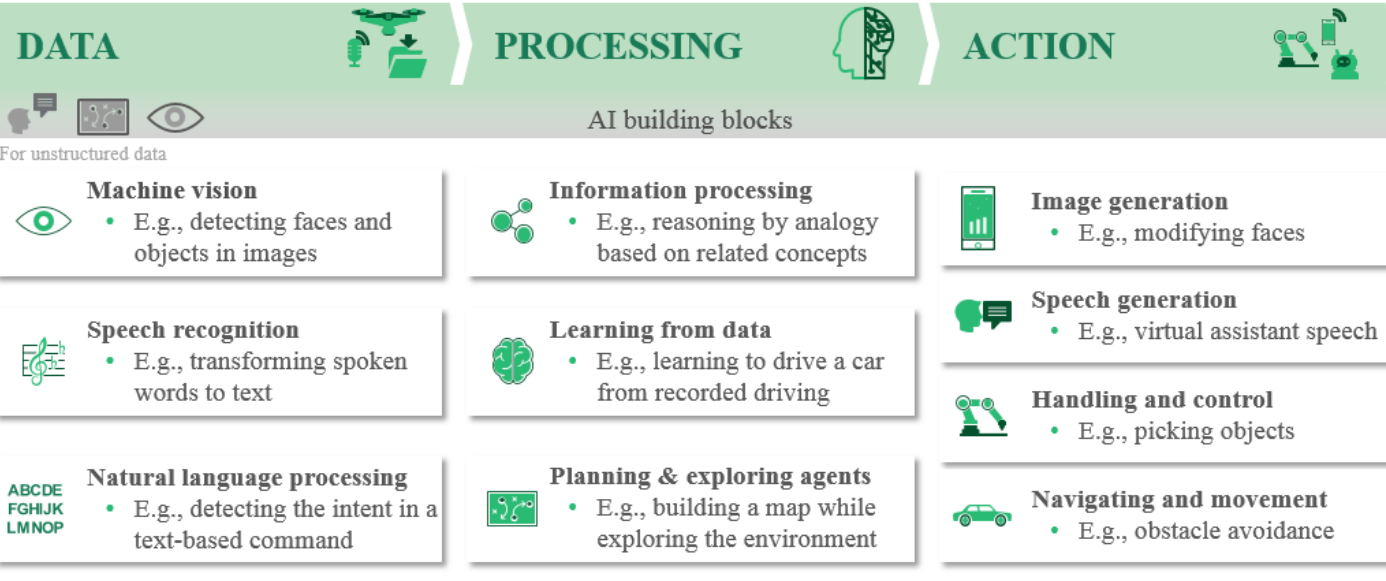 DATA
PROCESSING
ACTION
AI building blocks
For unstructured data
Machine vision
• E.g., detecting faces and
objects in images
Speech recognition
• E.g., transforming spoken
words to text
ABCDE
FGHIJK
LMNOP
Natural language processing
• E.g., detecting the intent in a
text-based command
Information processing
• E.g., reasoning by analogy
based on related concepts
Learning from data
• E.g., learning to drive a car
from recorded driving
Planning & exploring agents
• E.g., building a map while
exploring the environment
Image generation
• E.g., modifying faces
Speech generation
• E.g., virtual assistant speech
Handling and control
• E.g., picking objects
Navigating and movement
• E.g., obstacle avoidance